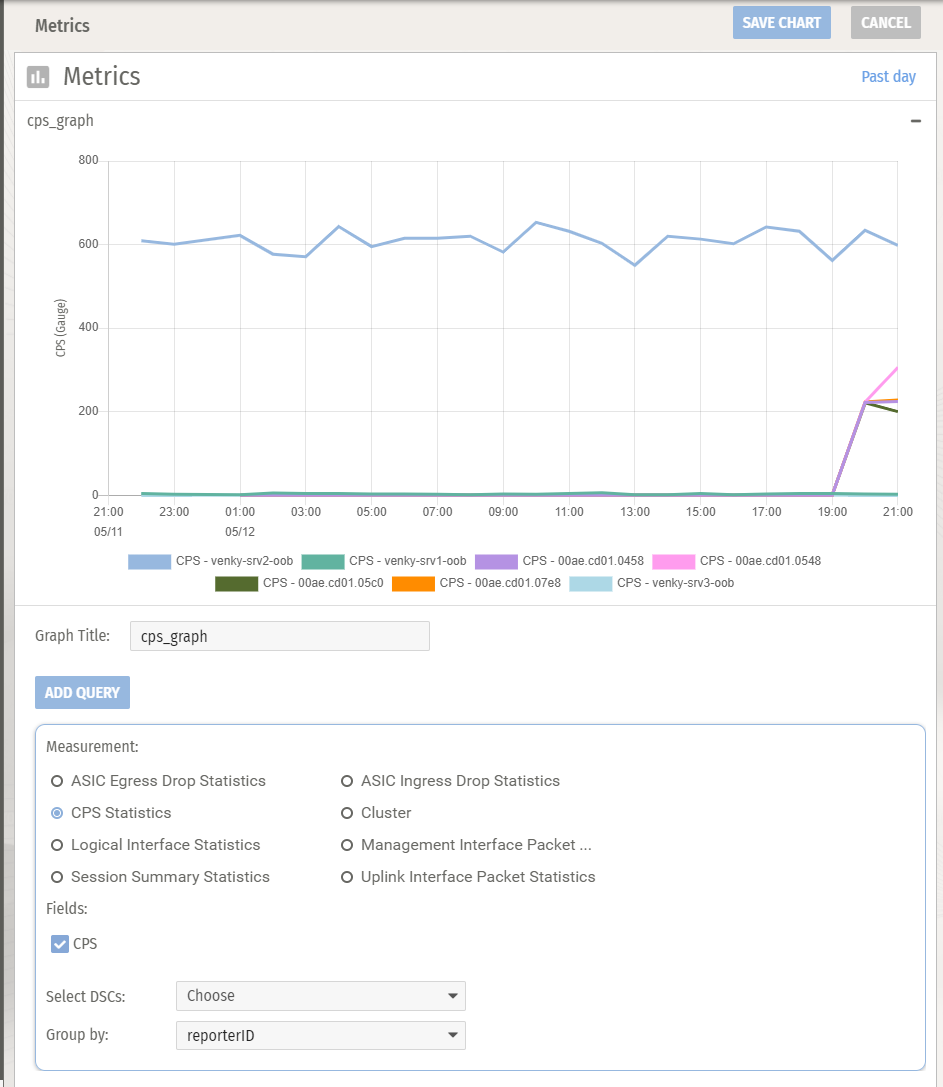 Metrics
SAVE CHART
CANCEL
Metrics
Past day
cps_graph
800
600
400
200
0
CPS (Gauge)
21:00 23:00 01:00 03:00 05:00 07:00 09:00 11:00 13:00 15:00 17:00 19:00 21:00
05/11 05/12
CPS - venky-srv2-oob CPS - venky-srv1-oob CPS - 00ae.cd01.0458 CPS - 00ae.cd01.0548
CPS - 00ae.cd01.05c0 CPS - 00ae.cd01.07e8 CPS - venky-srv3-oob
Graph Title: cps_graph
ADD QUERY
Measurement:
ASIC Egress Drop Statistics ASIC Ingress Drop Statistics
CPS Statistics Cluster
Logical Interface Statistics Management Interface Packet ...
Session Summary Statistics Uplink Interface Packet Statistics
Fields:
CPS
Select DSCs: Choose
Group by: reporterID